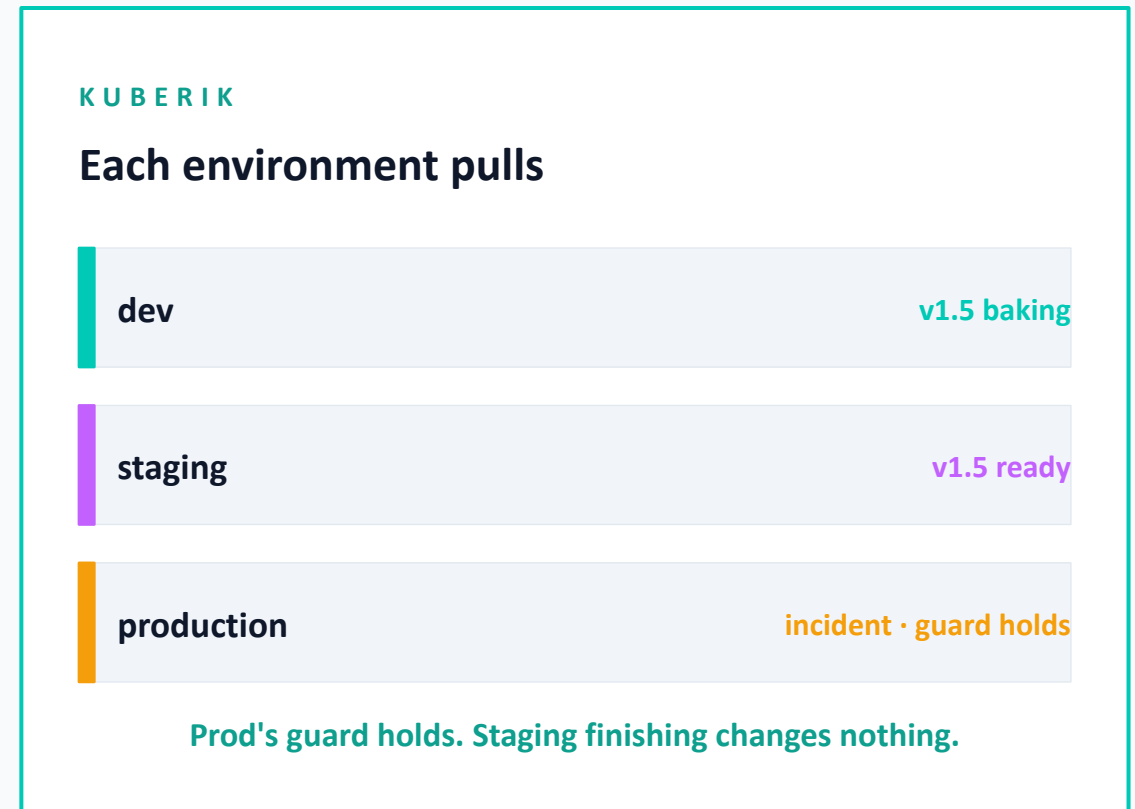 KUBERIK
Each environment pulls
dev
v1.5 baking
staging
v1.5 ready
production
incident · guard holds
Prod's guard holds. Staging finishing changes nothing.